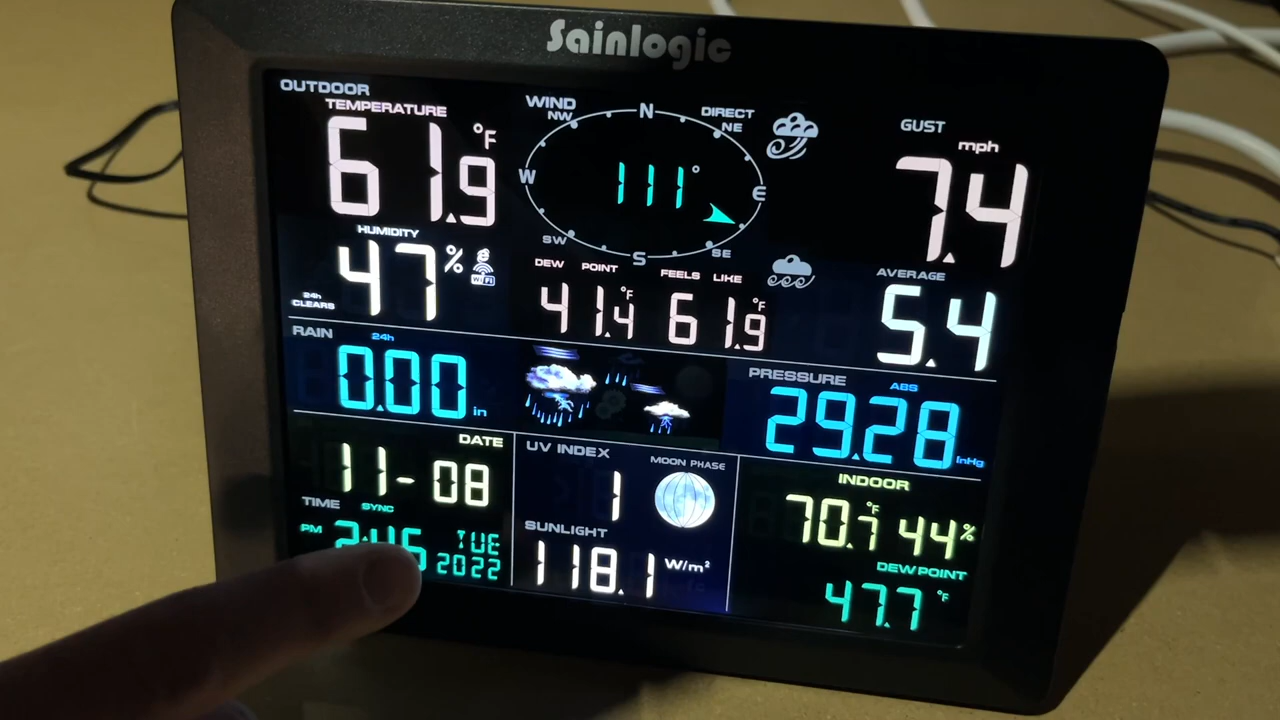 Sainlogic
OUTDOOR
TEMPERATURE
61.9 °F
HUMIDITY
47 %
WiFi
24h
CLEARS
WIND DIRECT
N
NE
E
SE
S
SW
W
NW
111°
DEW POINT
41.4 °F
FEELS LIKE
61.9 °F
GUST
mph
7.4
AVERAGE
5.4
RAIN 24h
0.00 in
PRESSURE ABS
29.28 inHg
DATE
11-08
TIME SYNC
PM 2:46 TUE
2022
UV INDEX
1
MOON PHASE
SUNLIGHT
118.1 W/m²
INDOOR
70.7 °F 44%
DEW POINT
47.7 °F